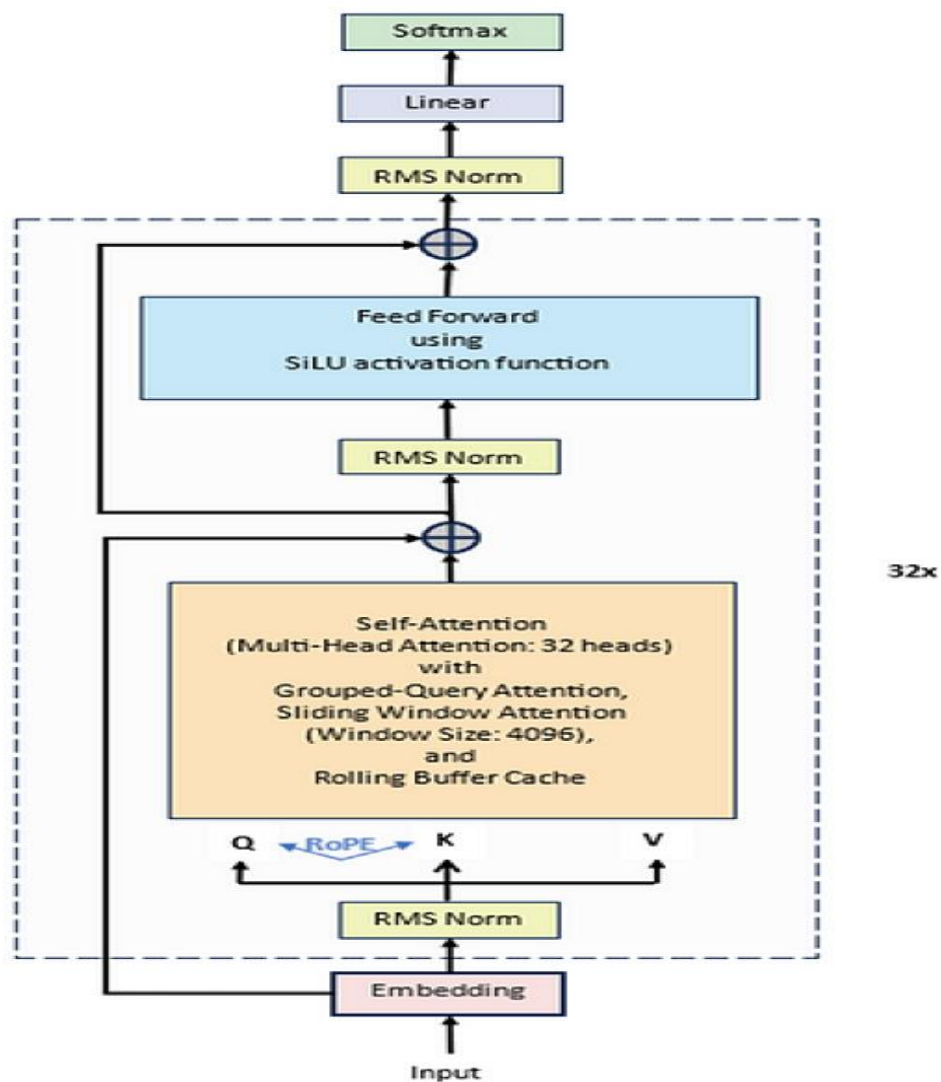 Softmax
Linear
RMS Norm
Feed Forward
using
SiLU activation function
RMS Norm
32x
Self-Attention
(Multi-Head Attention: 32 heads)
with
Grouped-Query Attention,
Sliding Window Attention
(Window Size: 4096),
and
Rolling Buffer Cache
Q RoPE K V
RMS Norm
Embedding
Input